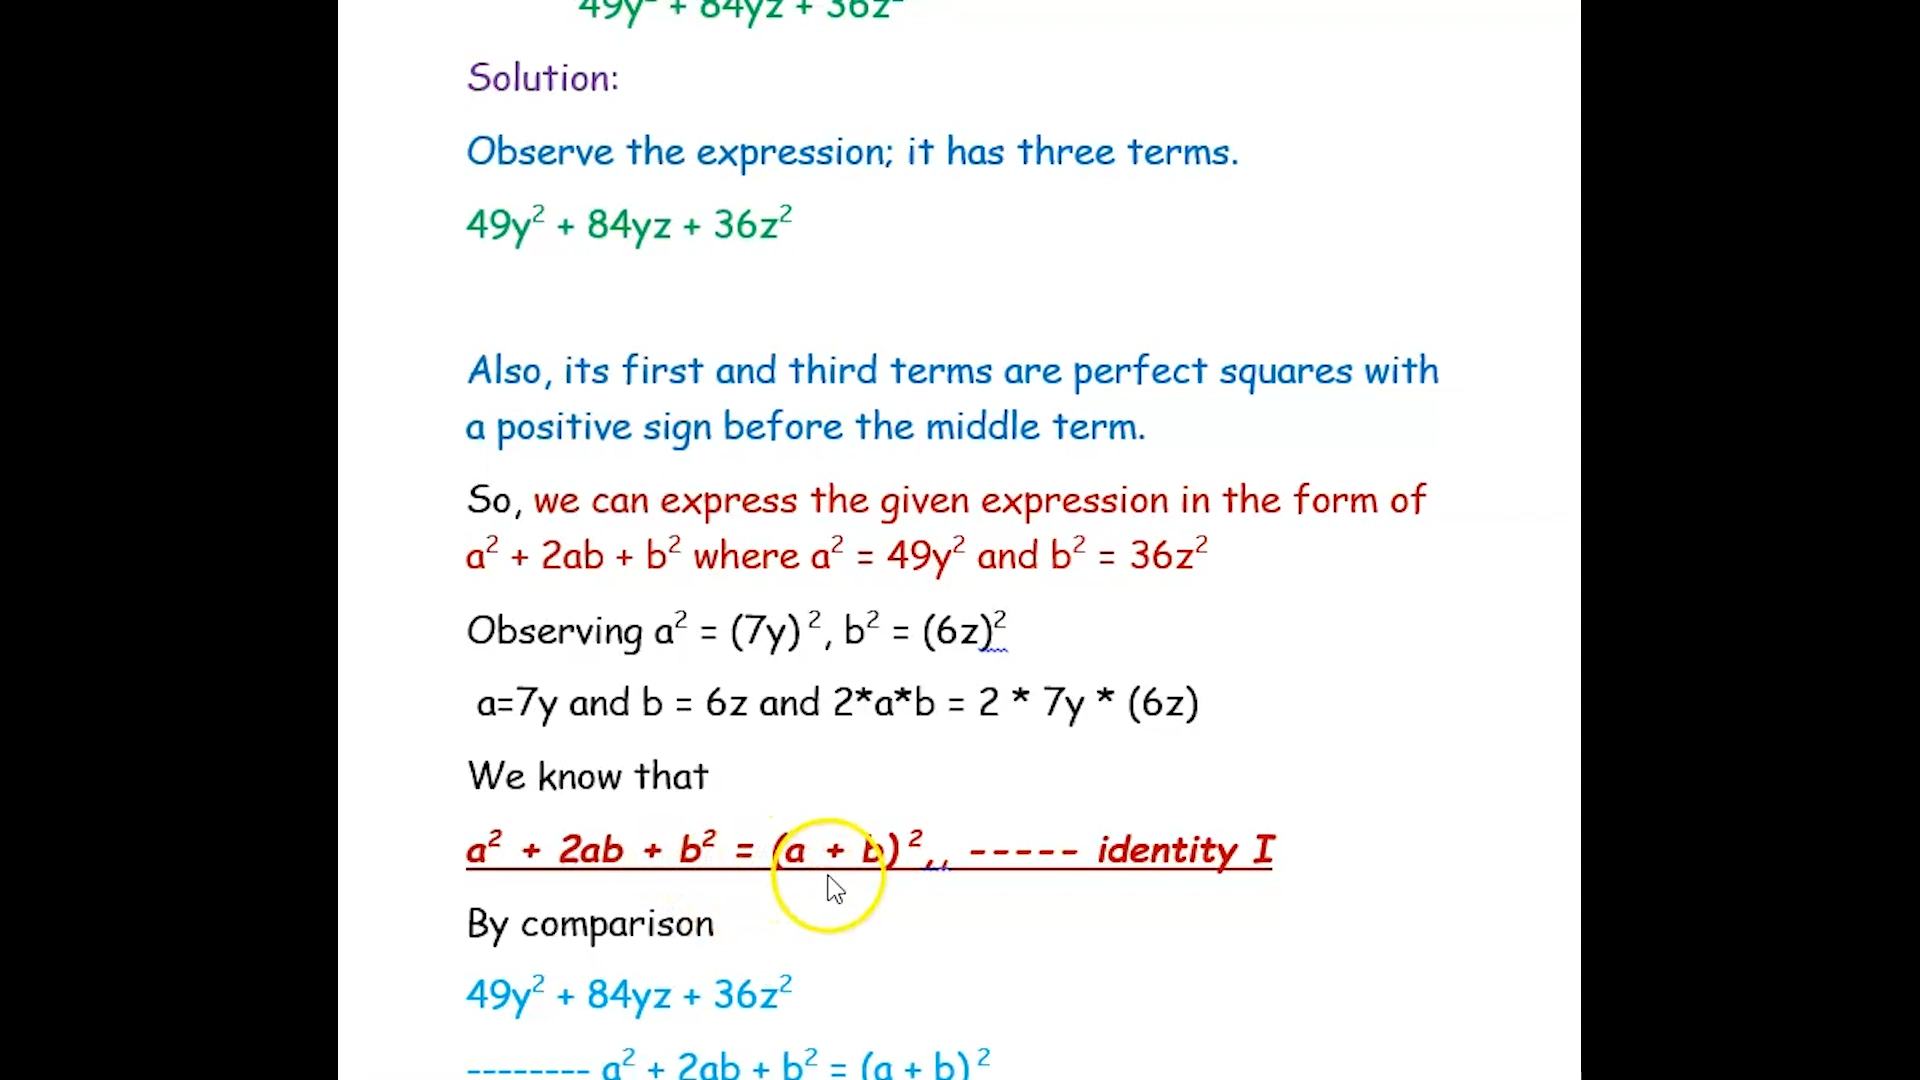 49y² + 84yz + 36z²
Solution:
Observe the expression; it has three terms.
49y² + 84yz + 36z²
Also, its first and third terms are perfect squares with
a positive sign before the middle term.
So, we can express the given expression in the form of
a² + 2ab + b² where a² = 49y² and b² = 36z²
Observing a² = (7y) ², b² = (6z)²
a=7y and b = 6z and 2*a*b = 2 * 7y * (6z)
We know that
a² + 2ab + b² = (a + b) ²,, ----- identity I
By comparison
49y² + 84yz + 36z²
-------- a² + 2ab + b² = (a + b) ²